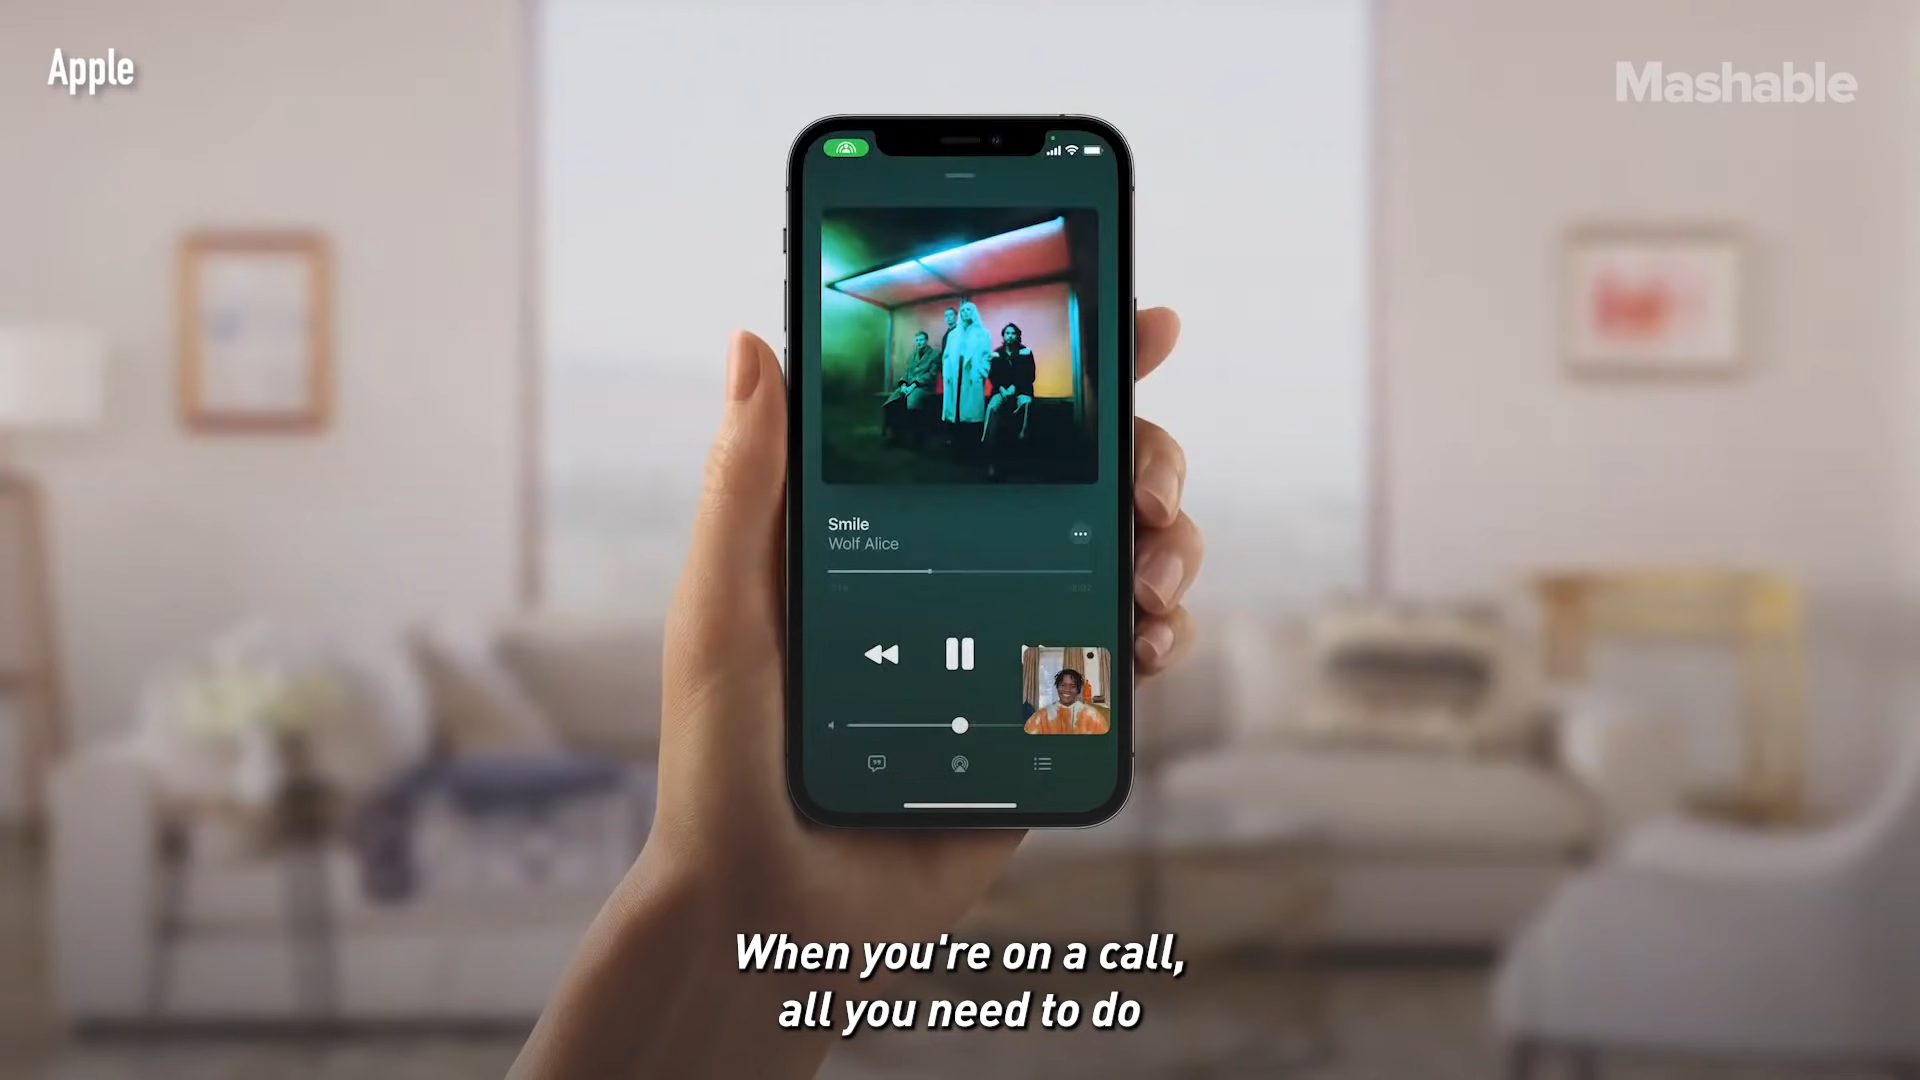 Apple
Mashable
Smile
Wolf Alice
When you're on a call,
all you need to do